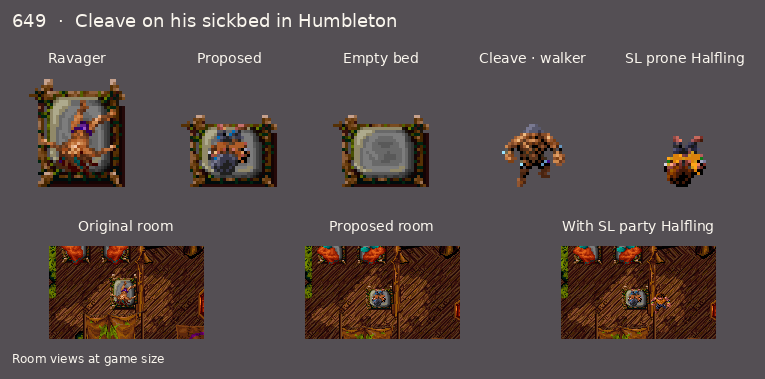 649 · Cleave on his sickbed in Humbleton
Ravager
Proposed
Empty bed
Cleave · walker
SL prone Halfling
Original room
Proposed room
With SL party Halfling
Room views at game size